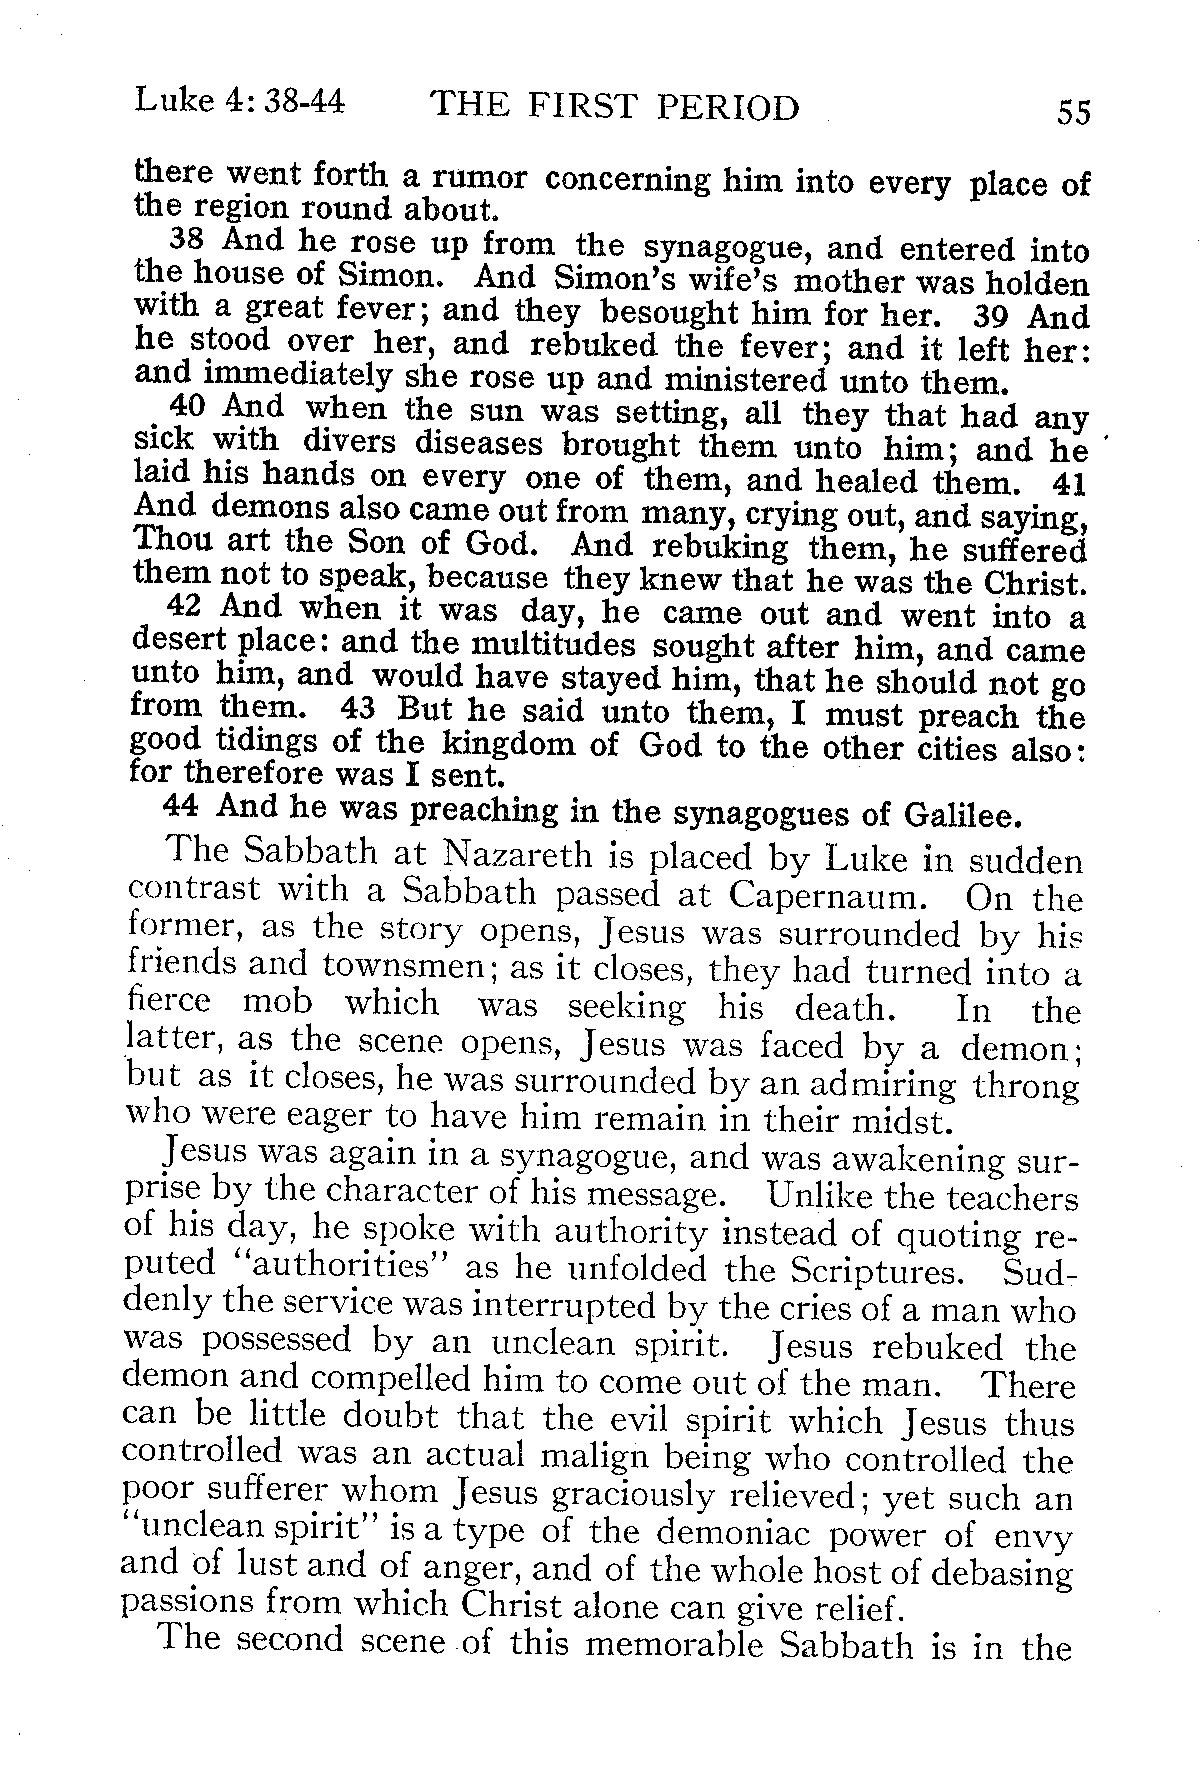 Luke 4: 38-44 THE FIRST PERIOD 55
there went forth a rumor concerning him into every place of
the region round about.
38 And he rose up from the synagogue, and entered into
the house of Simon. And Simon's wife's mother was holden
with a great fever; and they besought him for her. 39 And
he stood over her, and rebuked the fever; and it left her:
and immediately she rose up and ministered unto them.
40 And when the sun was setting, all they that had any
sick with divers diseases brought them unto him; and he
laid his hands on every one of them, and healed them. 41
And demons also came out from many, crying out, and saying,
Thou art the Son of God. And rebuking them, he suffered
them not to speak, because they knew that he was the Christ.
42 And when it was day, he came out and went into a
desert place: and the multitudes sought after him, and came
unto him, and would have stayed him, that he should not go
from them. 43 But he said unto them, I must preach the
good tidings of the kingdom of God to the other cities also:
for therefore was I sent.
44 And he was preaching in the synagogues of Galilee.
The Sabbath at Nazareth is placed by Luke in sudden
contrast with a Sabbath passed at Capernaum. On the
former, as the story opens, Jesus was surrounded by his
friends and townsmen; as it closes, they had turned into a
fierce mob which was seeking his death. In the
latter, as the scene opens, Jesus was faced by a demon;
but as it closes, he was surrounded by an admiring throng
who were eager to have him remain in their midst.
Jesus was again in a synagogue, and was awakening sur-
prise by the character of his message. Unlike the teachers
of his day, he spoke with authority instead of quoting re-
puted "authorities" as he unfolded the Scriptures. Sud-
denly the service was interrupted by the cries of a man who
was possessed by an unclean spirit. Jesus rebuked the
demon and compelled him to come out of the man. There
can be little doubt that the evil spirit which Jesus thus
controlled was an actual malign being who controlled the
poor sufferer whom Jesus graciously relieved; yet such an
"unclean spirit" is a type of the demoniac power of envy
and of lust and of anger, and of the whole host of debasing
passions from which Christ alone can give relief.
The second scene of this memorable Sabbath is in the